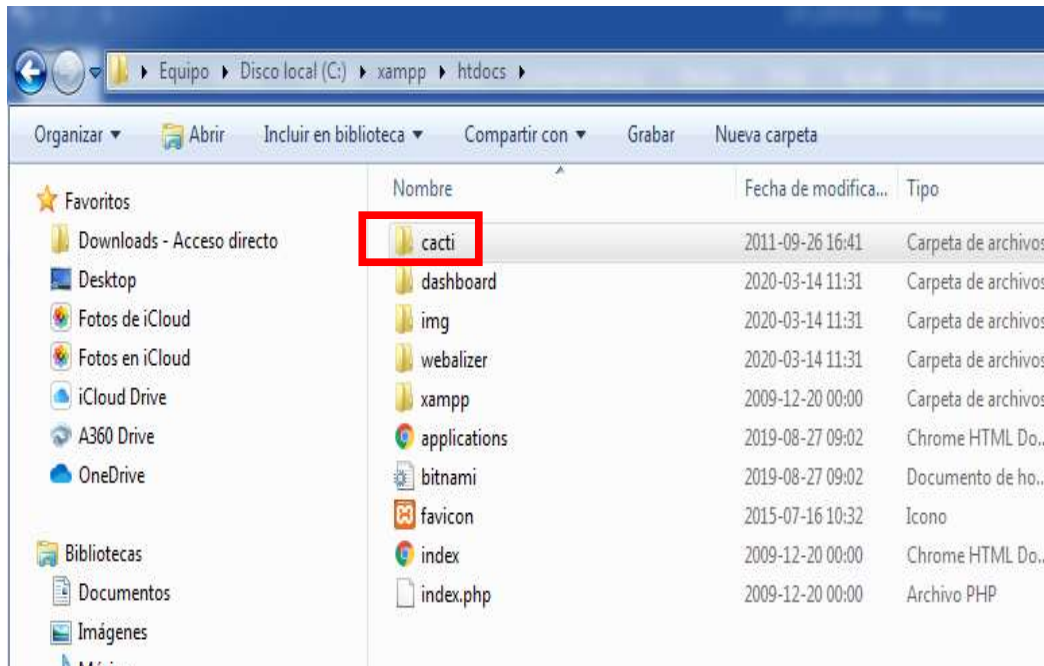 Equipo Disco local (C:) xampp htdocs
Organizar Abrir Incluir en biblioteca Compartir con Grabar Nueva carpeta
Favoritos
Downloads - Acceso directo
Desktop
Fotos de iCloud
Fotos en iCloud
iCloud Drive
A360 Drive
OneDrive
Bibliotecas
Documentos
Imágenes
Nombre Fecha de modifica... Tipo
cacti 2011-09-26 16:41 Carpeta de archivos
dashboard 2020-03-14 11:31 Carpeta de archivos
img 2020-03-14 11:31 Carpeta de archivos
webalizer 2020-03-14 11:31 Carpeta de archivos
xampp 2009-12-20 00:00 Carpeta de archivos
applications 2019-08-27 09:02 Chrome HTML Do...
bitnami 2019-08-27 09:02 Documento de ho...
favicon 2015-07-16 10:32 Icono
index 2009-12-20 00:00 Chrome HTML Do...
index.php 2009-12-20 00:00 Archivo PHP